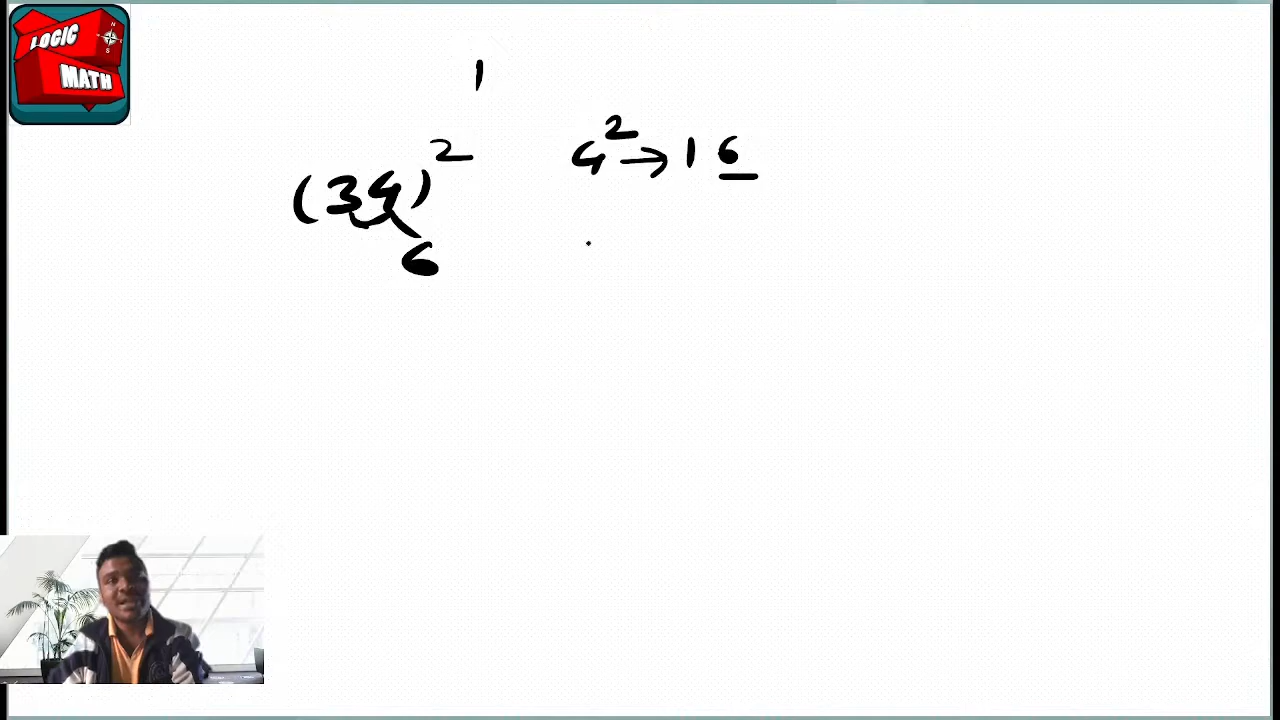 LOGIC
MATH
N
S
1
(34)²
6
4² → 16